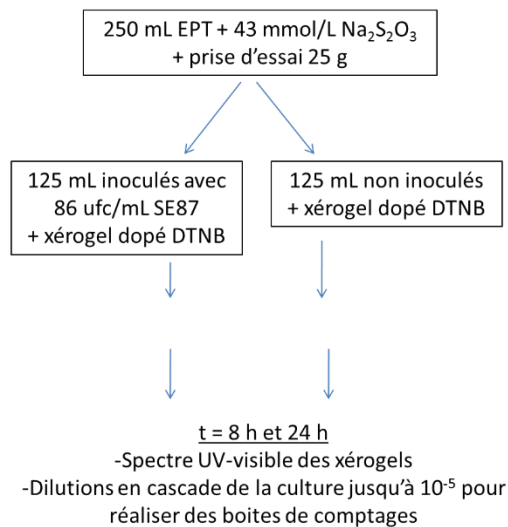 250 mL EPT + 43 mmol/L Na₂S₂O₃
+ prise d'essai 25 g
125 mL inoculés avec
86 ufc/mL SE87
+ xérogel dopé DTNB
125 mL non inoculés
+ xérogel dopé DTNB
t = 8 h et 24 h
-Spectre UV-visible des xérogels
-Dilutions en cascade de la culture jusqu'à 10⁻⁵ pour
réaliser des boites de comptages